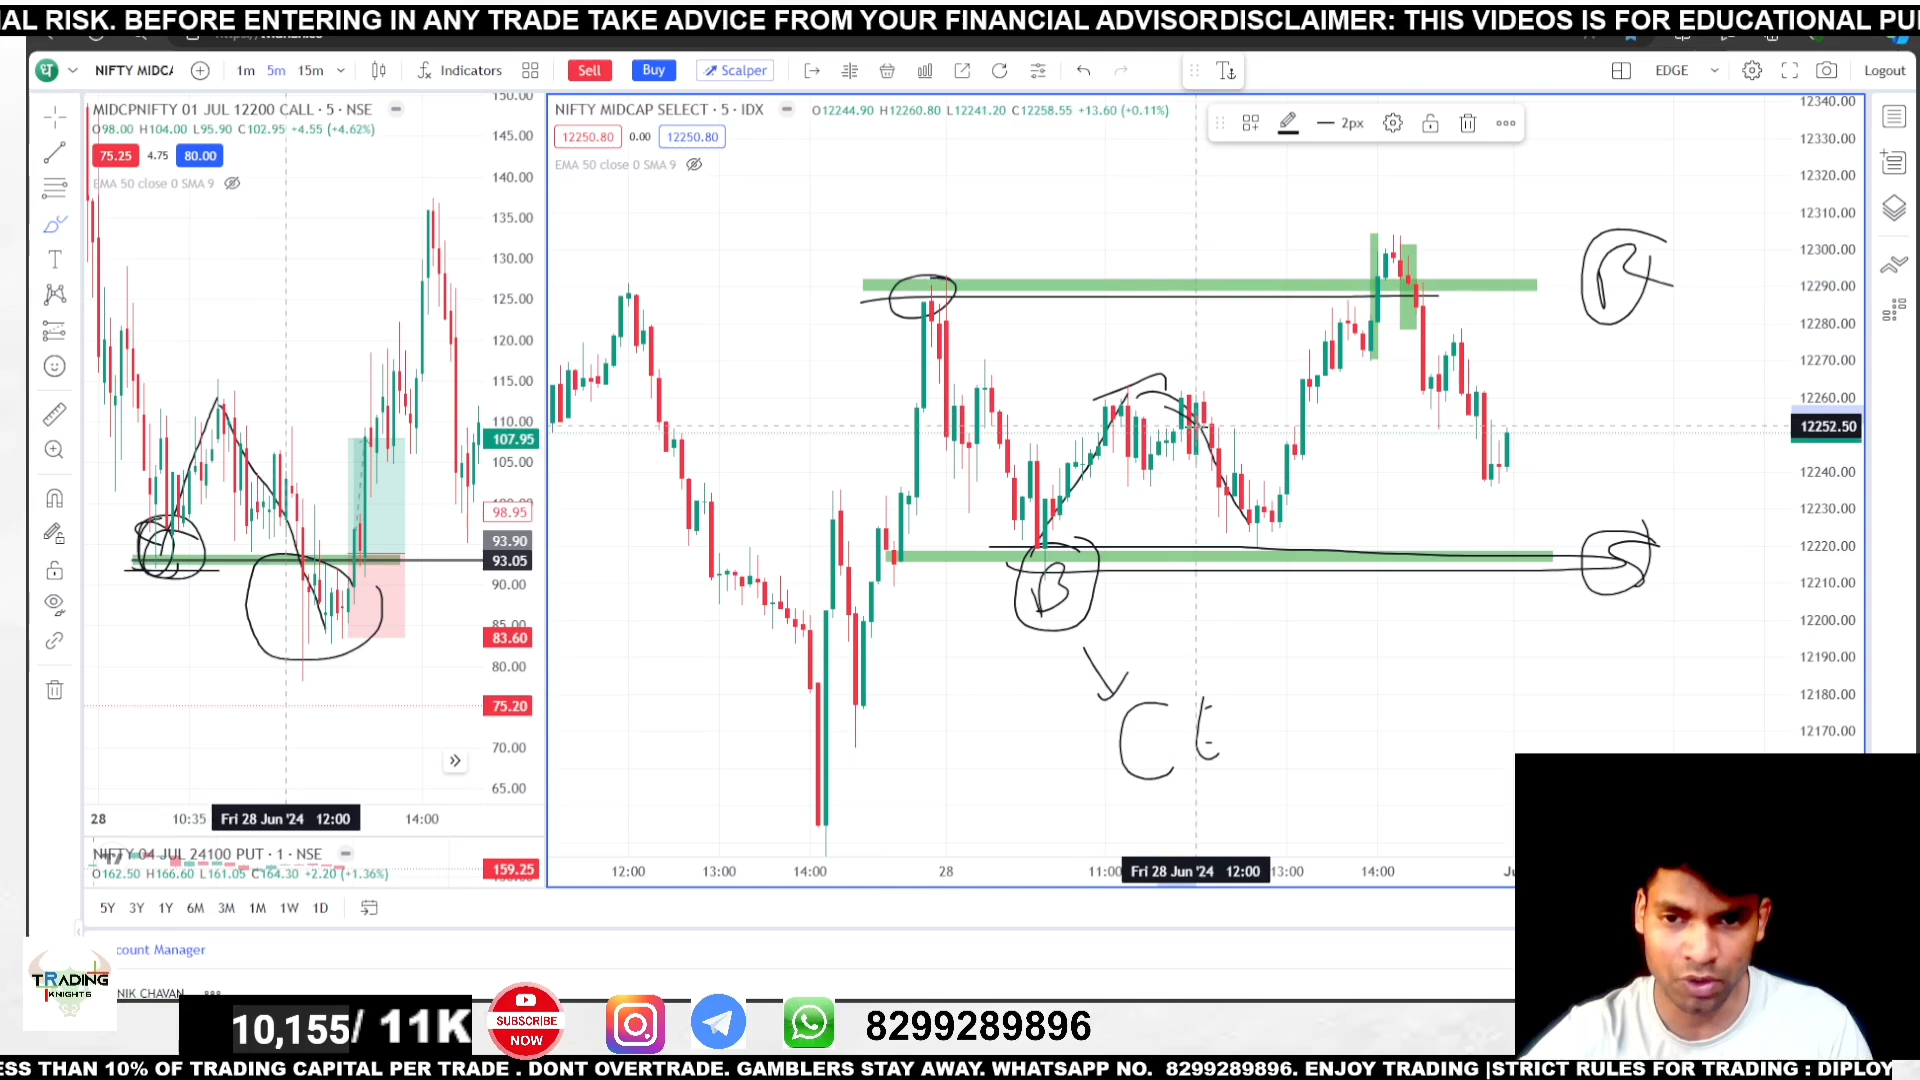 IAL RISK. BEFORE ENTERING IN ANY TRADE TAKE ADVICE FROM YOUR FINANCIAL ADVISORDISCLAIMER: THIS VIDEOS IS FOR EDUCATIONAL PU
NIFTY MIDCA 1m 5m 15m Indicators Sell Buy Scalper EDGE Logout
MIDCPNIFTY 01 JUL 12200 CALL · 5 · NSE
O98.00 H104.00 L95.90 C102.95 +4.55 (+4.62%)
75.25 4.75 80.00
EMA 50 close 0 SMA 9
150.00
145.00
140.00
135.00
130.00
125.00
120.00
115.00
110.00
107.95
105.00
98.95
93.90
93.05
90.00
85.00
83.60
80.00
75.20
70.00
65.00
28 10:35 Fri 28 Jun '24 12:00 14:00
NIFTY 04 JUL 24100 PUT · 1 · NSE
O162.50 H166.60 L161.05 C164.30 +2.20 (+1.36%)
159.25
NIFTY MIDCAP SELECT · 5 · IDX O12244.90 H12260.80 L12241.20 C12258.55 +13.60 (+0.11%)
12250.80 0.00 12250.80
EMA 50 close 0 SMA 9
2px
12340.00
12330.00
12320.00
12310.00
12300.00
12290.00
12280.00
12270.00
12260.00
12252.50
12240.00
12230.00
12220.00
12210.00
12200.00
12190.00
12180.00
12170.00
R
S
B
CE
12:00 13:00 14:00 28 11:00 Fri 28 Jun '24 12:00 13:00 14:00
5Y 3Y 1Y 6M 3M 1M 1W 1D
count Manager
NIK CHAVAN
TRADING
KNIGHTS
10,155/ 11K SUBSCRIBE NOW 8299289896
ESS THAN 10% OF TRADING CAPITAL PER TRADE . DONT OVERTRADE. GAMBLERS STAY AWAY. WHATSAPP NO. 8299289896. ENJOY TRADING |STRICT RULES FOR TRADING : DIPLOY